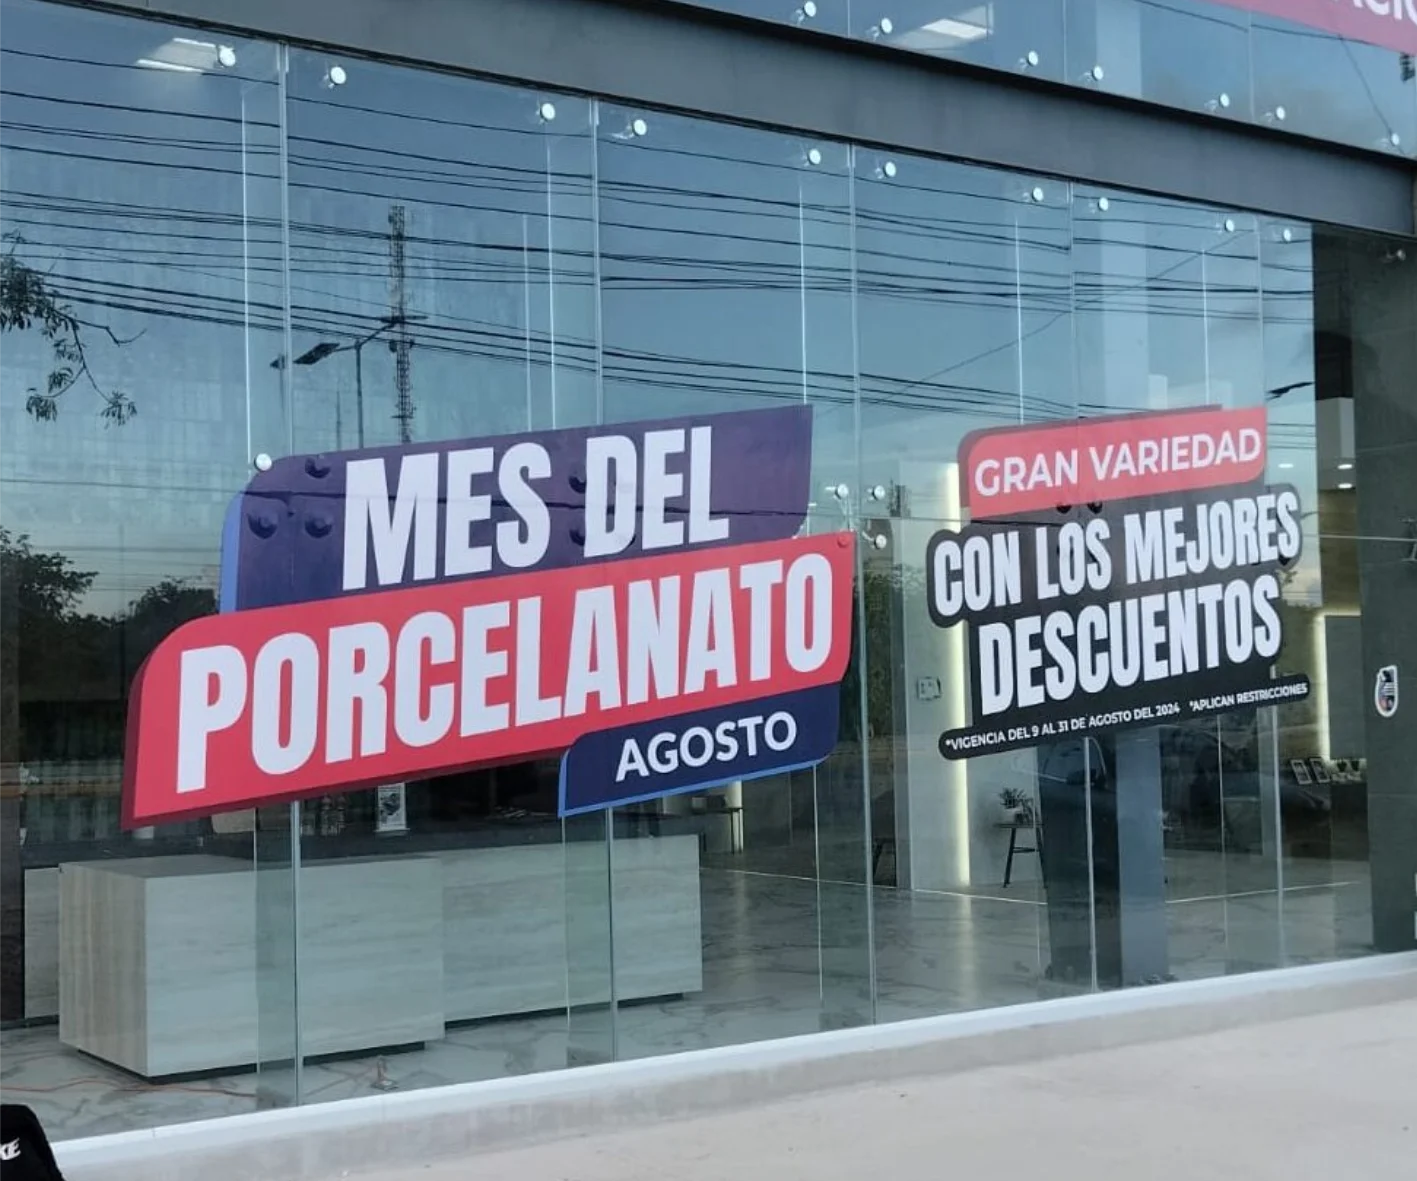 MES DEL
PORCELANATO
AGOSTO
GRAN VARIEDAD
CON LOS MEJORES
DESCUENTOS
*VIGENCIA DEL 9 AL 31 DE AGOSTO DEL 2024 *APLICAN RESTRICCIONES